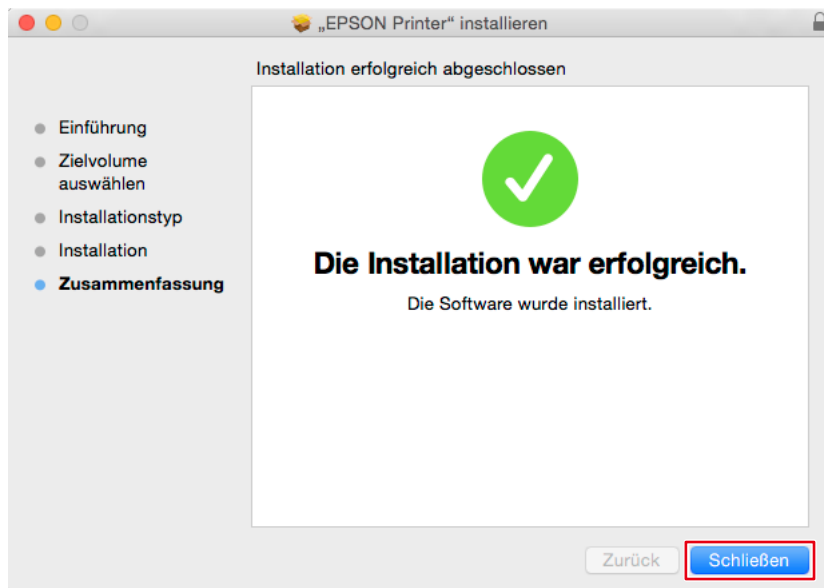 „EPSON Printer“ installieren
Installation erfolgreich abgeschlossen
Einführung
Zielvolume
auswählen
Installationstyp
Installation
Zusammenfassung
Die Installation war erfolgreich.
Die Software wurde installiert.
Zurück
Schließen